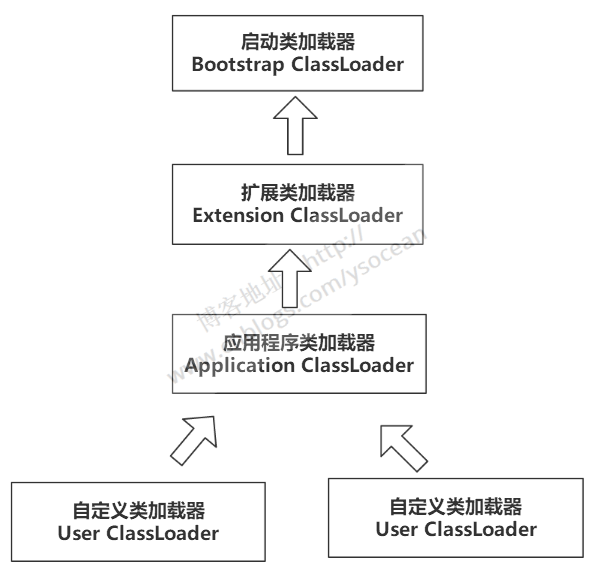 启动类加载器
Bootstrap ClassLoader
扩展类加载器
Extension ClassLoader
博客地址：http://
www.cnblogs.com/ysocean
应用程序类加载器
Application ClassLoader
自定义类加载器
User ClassLoader
自定义类加载器
User ClassLoader